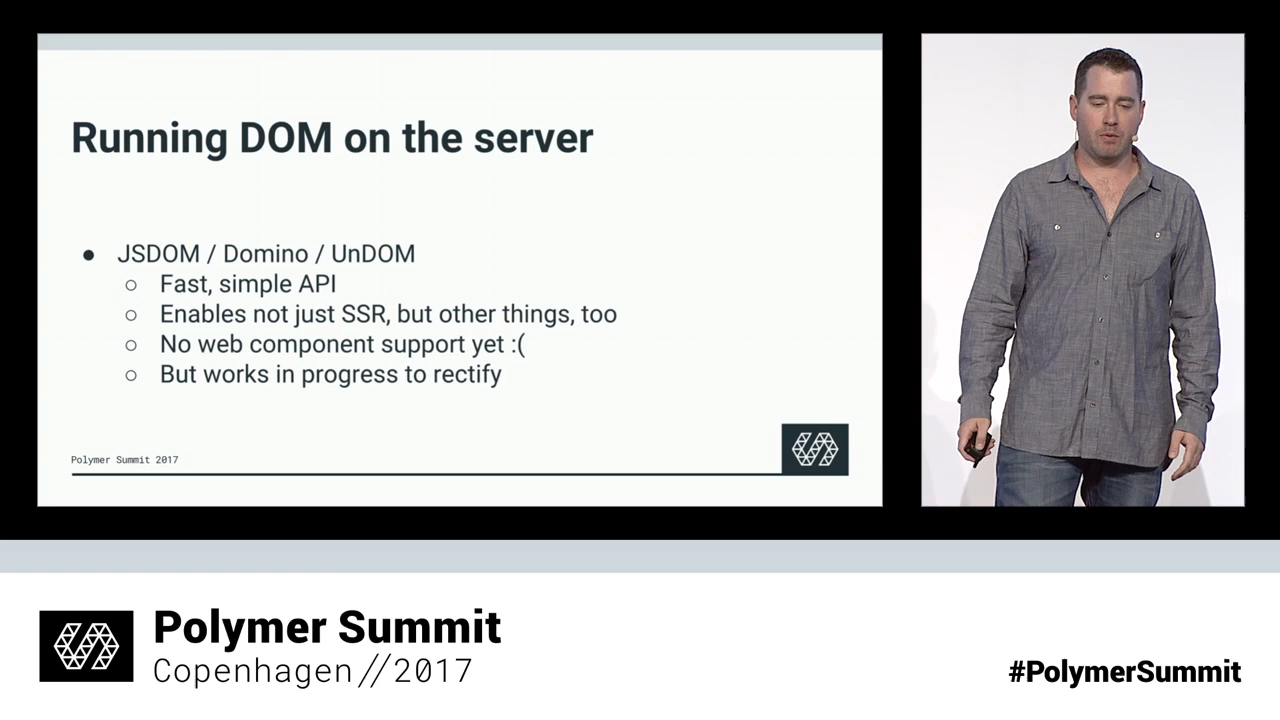 Running DOM on the server
● JSDOM / Domino / UnDOM
○ Fast, simple API
○ Enables not just SSR, but other things, too
○ No web component support yet :(
○ But works in progress to rectify
Polymer Summit 2017
Polymer Summit
Copenhagen//2017
#PolymerSummit